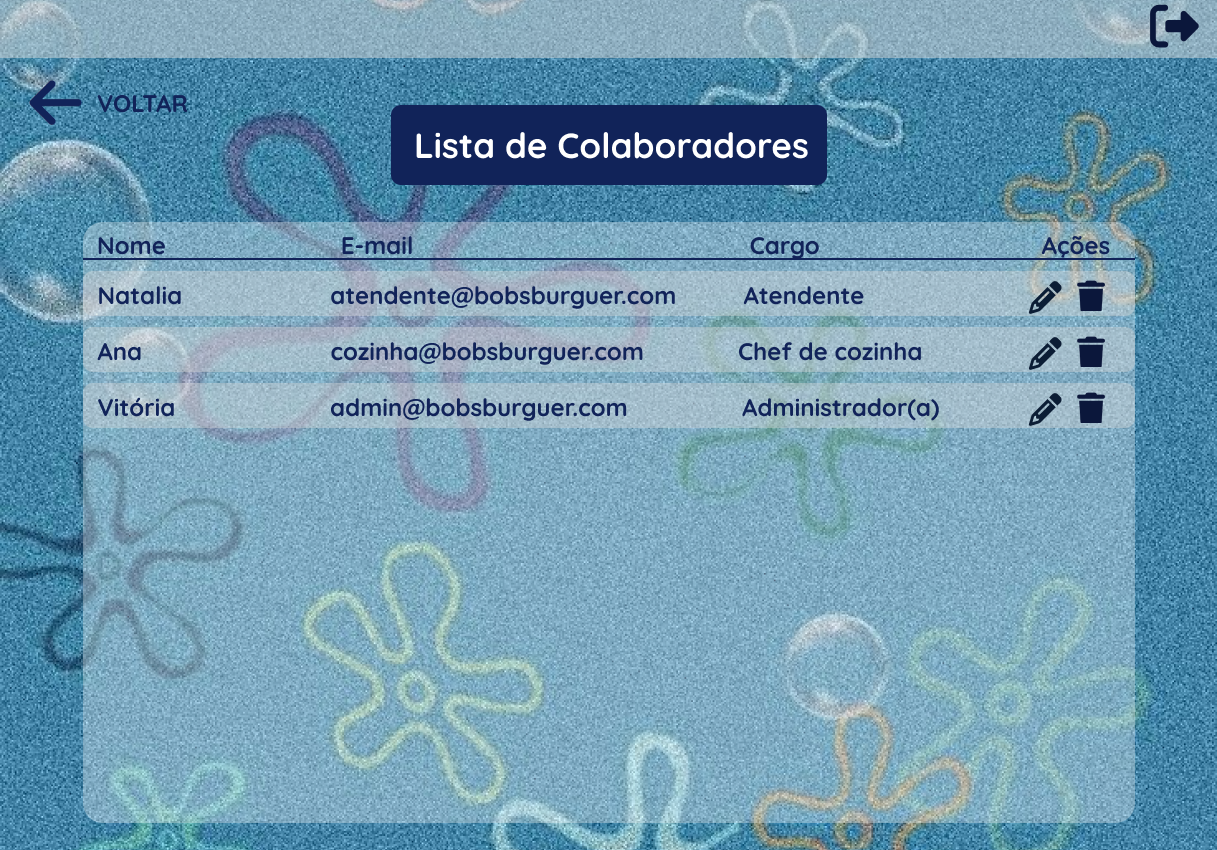 VOLTAR
Lista de Colaboradores
Nome E-mail Cargo Ações
Natalia atendente@bobsburguer.com Atendente
Ana cozinha@bobsburguer.com Chef de cozinha
Vitória admin@bobsburguer.com Administrador(a)